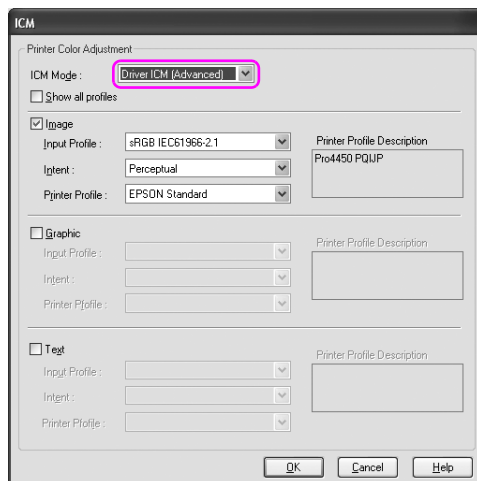 ICM
Printer Color Adjustment
ICM Mode : Driver ICM (Advanced)
Show all profiles
Image
Input Profile : sRGB IEC61966-2.1 Printer Profile Description
Pro4450 PQIJP
Intent : Perceptual
Printer Profile : EPSON Standard
Graphic
Input Profile : Printer Profile Description
Intent :
Printer Profile :
Text
Input Profile : Printer Profile Description
Intent :
Printer Profile :
OK Cancel Help